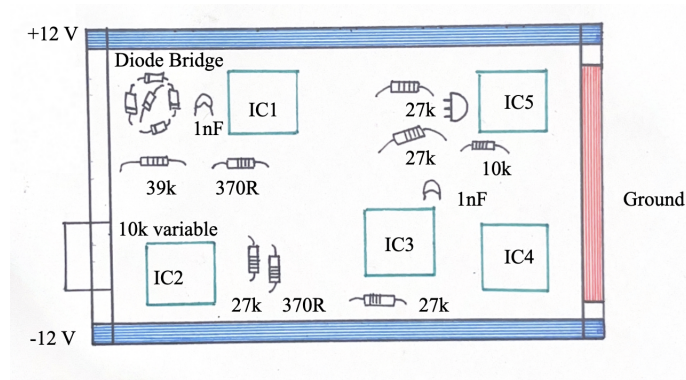 +12 V
Diode Bridge
1nF
IC1
27k
IC5
27k
10k
39k
370R
1nF
Ground
10k variable
IC2
IC3
IC4
27k
370R
27k
-12 V